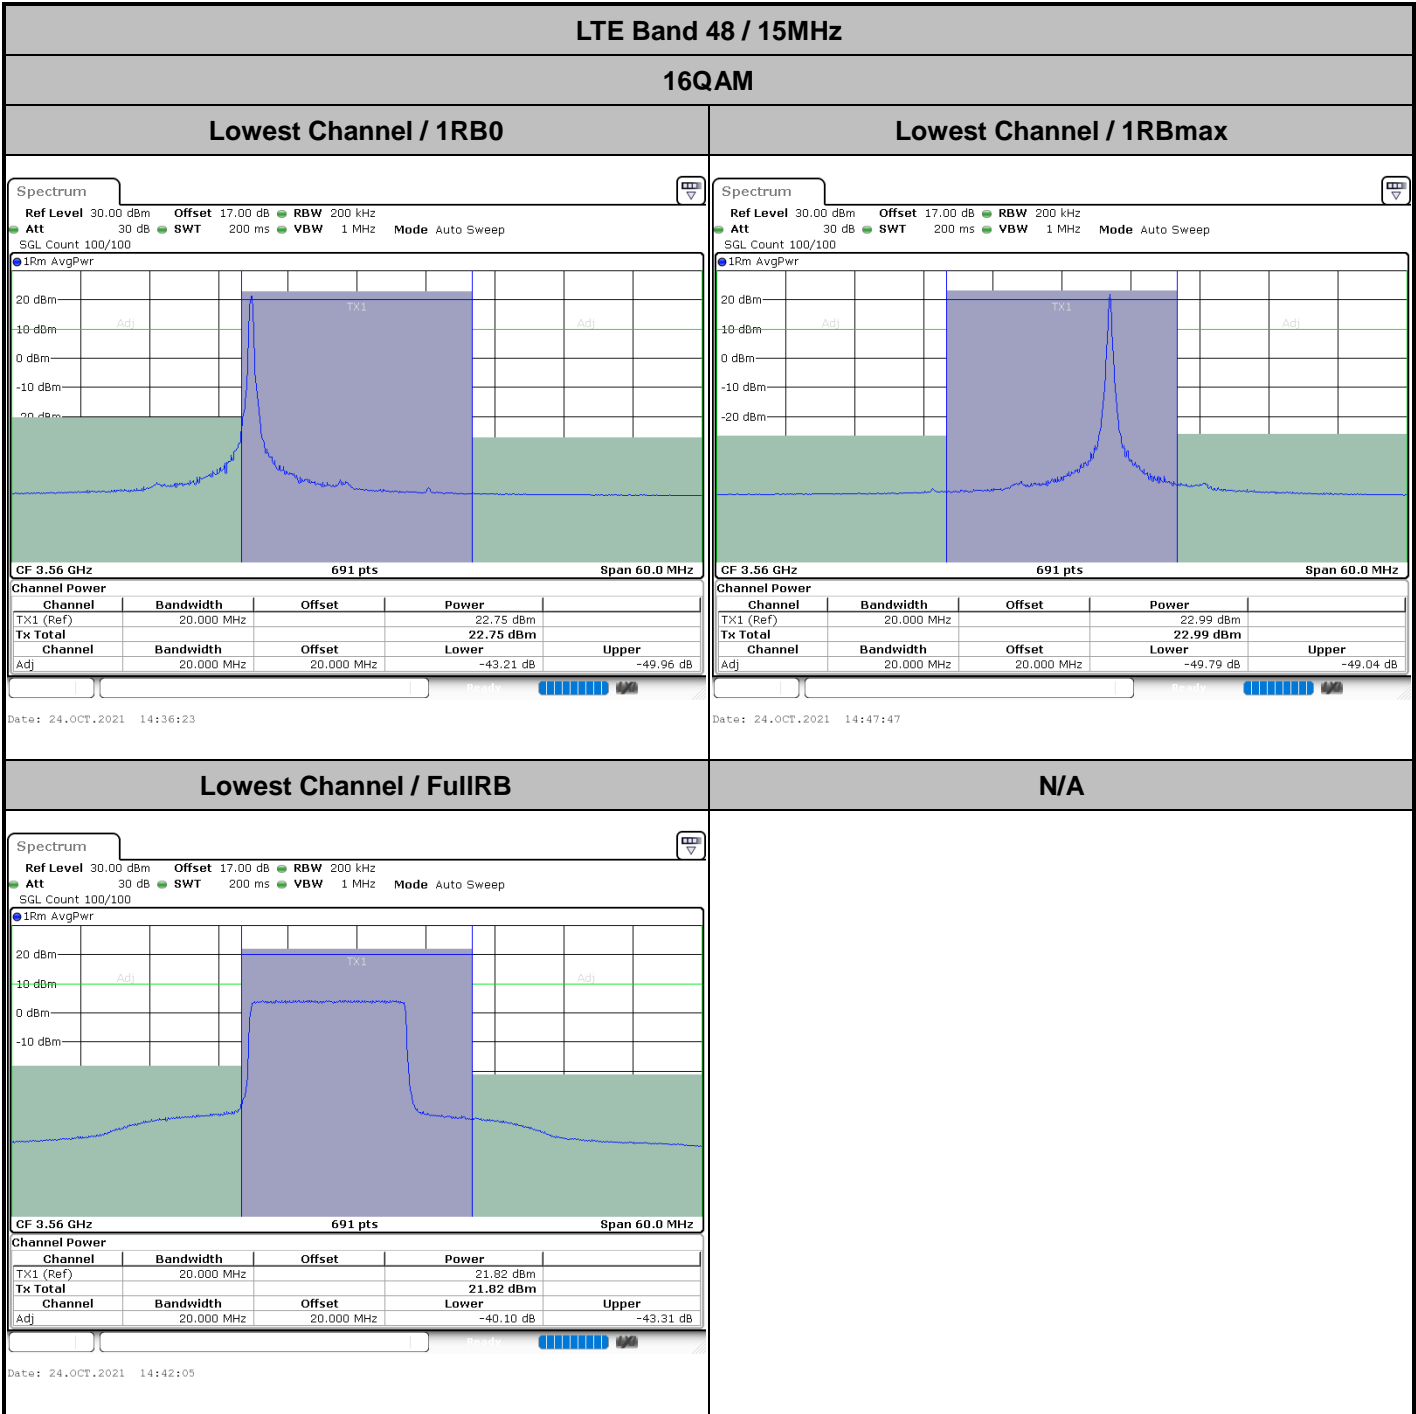 LTE Band 48 / 15MHz
16QAM
Lowest Channel / 1RB0
Lowest Channel / 1RBmax
Spectrum
Ref Level 30.00 dBm Offset 17.00 dB RBW 200 kHz
Att 30 dB SWT 200 ms VBW 1 MHz Mode Auto Sweep
SGL Count 100/100
1Rm AvgPwr
TX1
Adj
Adj
20 dBm
10 dBm
0 dBm
-10 dBm
-20 dBm
CF 3.56 GHz 691 pts Span 60.0 MHz
Channel Power
Channel Bandwidth Offset Power
TX1 (Ref) 20.000 MHz 22.75 dBm
Tx Total 22.75 dBm
Channel Bandwidth Offset Lower Upper
Adj 20.000 MHz 20.000 MHz -43.21 dB -49.96 dB
Ready
Date: 24.OCT.2021 14:36:23
Spectrum
Ref Level 30.00 dBm Offset 17.00 dB RBW 200 kHz
Att 30 dB SWT 200 ms VBW 1 MHz Mode Auto Sweep
SGL Count 100/100
1Rm AvgPwr
TX1
Adj
Adj
20 dBm
10 dBm
0 dBm
-10 dBm
-20 dBm
CF 3.56 GHz 691 pts Span 60.0 MHz
Channel Power
Channel Bandwidth Offset Power
TX1 (Ref) 20.000 MHz 22.99 dBm
Tx Total 22.99 dBm
Channel Bandwidth Offset Lower Upper
Adj 20.000 MHz 20.000 MHz -49.79 dB -49.04 dB
Ready
Date: 24.OCT.2021 14:47:47
Lowest Channel / FullRB
N/A
Spectrum
Ref Level 30.00 dBm Offset 17.00 dB RBW 200 kHz
Att 30 dB SWT 200 ms VBW 1 MHz Mode Auto Sweep
SGL Count 100/100
1Rm AvgPwr
TX1
Adj
Adj
20 dBm
10 dBm
0 dBm
-10 dBm
CF 3.56 GHz 691 pts Span 60.0 MHz
Channel Power
Channel Bandwidth Offset Power
TX1 (Ref) 20.000 MHz 21.82 dBm
Tx Total 21.82 dBm
Channel Bandwidth Offset Lower Upper
Adj 20.000 MHz 20.000 MHz -40.10 dB -43.31 dB
Ready
Date: 24.OCT.2021 14:42:05